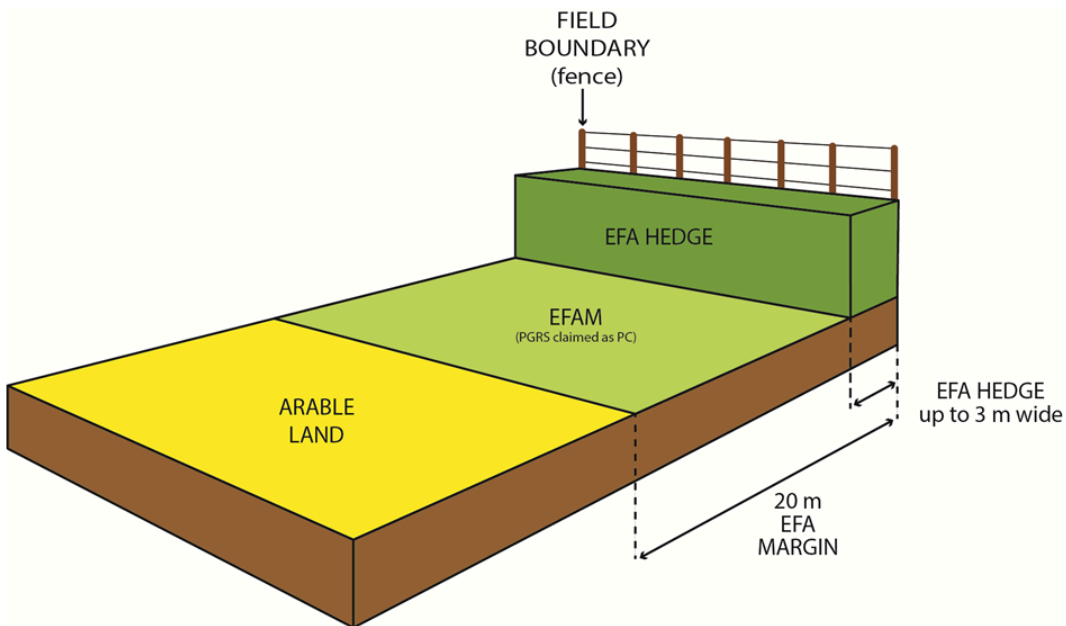 FIELD
BOUNDARY
(fence)
EFA HEDGE
EFAM
(PGRS claimed as PC)
ARABLE
LAND
EFA HEDGE
up to 3 m wide
20 m
EFA
MARGIN